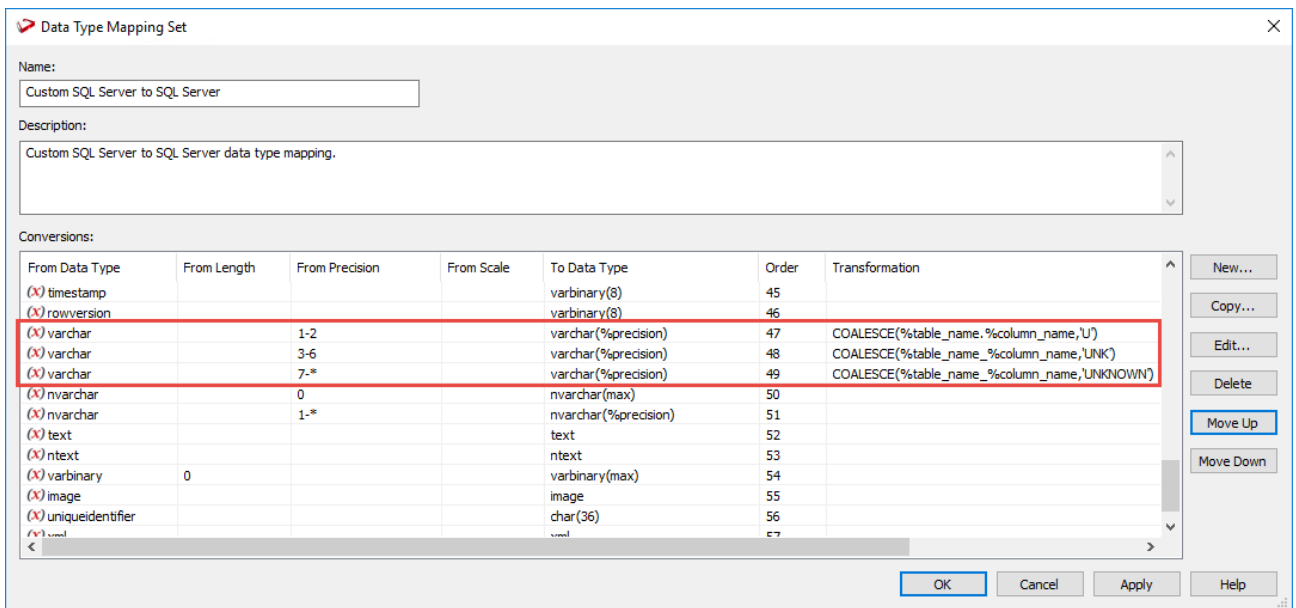 Data Type Mapping Set
Name:
Custom SQL Server to SQL Server
Description:
Custom SQL Server to SQL Server data type mapping.
Conversions:
From Data Type From Length From Precision From Scale To Data Type Order Transformation
(x) timestamp varbinary(8) 45
(x) rowversion varbinary(8) 46
(x) varchar 1-2 varchar(%precision) 47 COALESCE(%table_name.%column_name,'U')
(x) varchar 3-6 varchar(%precision) 48 COALESCE(%table_name_%column_name,'UNK')
(x) varchar 7-* varchar(%precision) 49 COALESCE(%table_name_%column_name,'UNKNOWN')
(x) nvarchar 0 nvarchar(max) 50
(x) nvarchar 1-* nvarchar(%precision) 51
(x) text text 52
(x) ntext ntext 53
(x) varbinary 0 varbinary(max) 54
(x) image image 55
(x) uniqueidentifier char(36) 56
(x) xml xml 57
New...
Copy...
Edit...
Delete
Move Up
Move Down
OK Cancel Apply Help